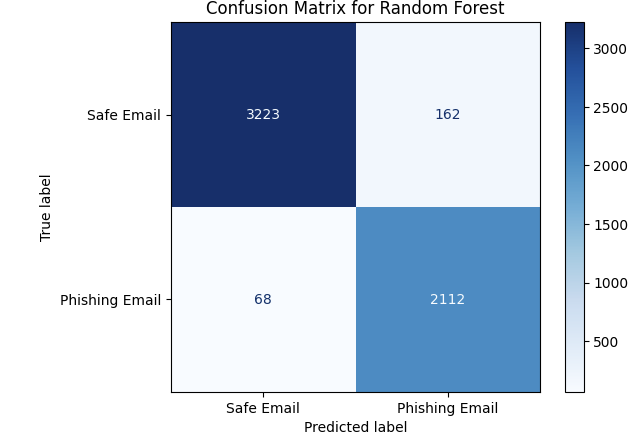 Confusion Matrix for Random Forest
True label
Safe Email
3223
162
Phishing Email
68
2112
Safe Email
Phishing Email
Predicted label
3000
2500
2000
1500
1000
500